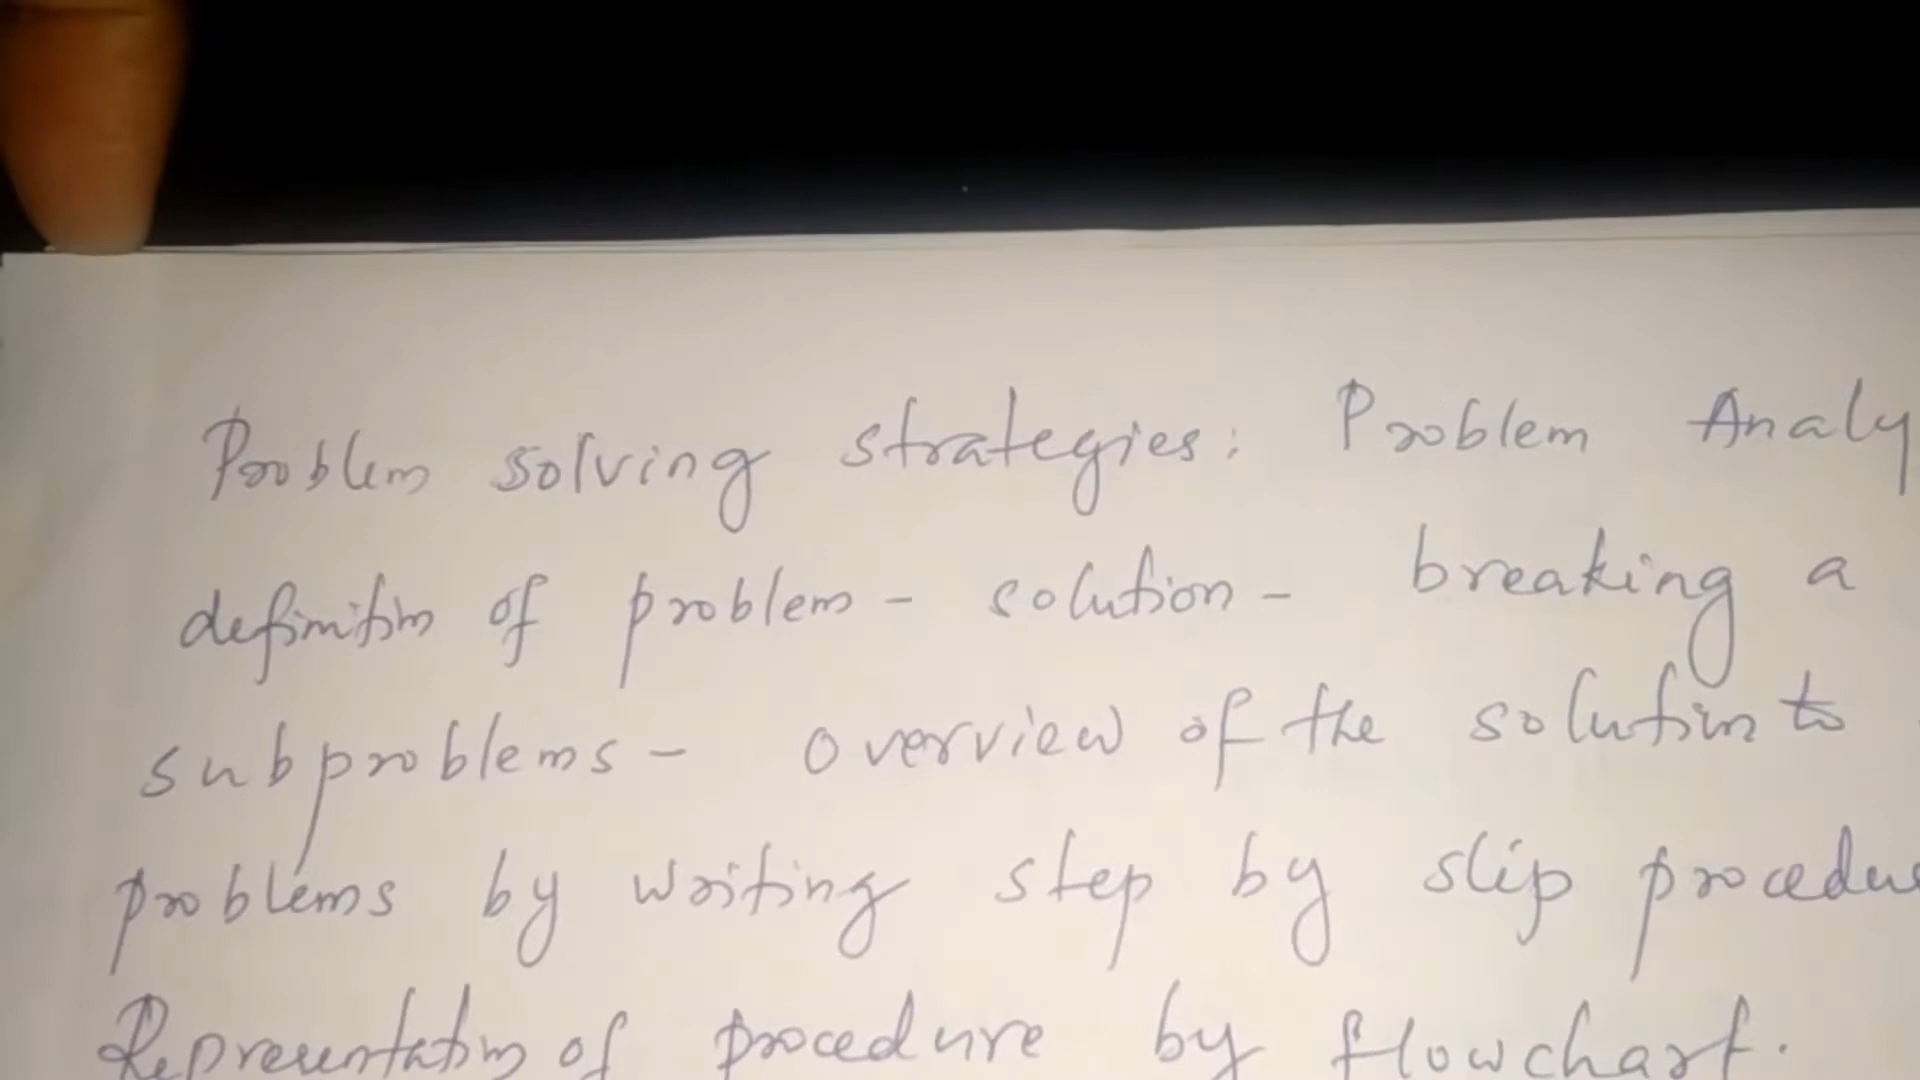 Problem solving strategies: Problem Analy
definition of problem - solution - breaking a
subproblems - overview of the solution to
problems by writing step by step procedu
Representation of procedure by flowchart.